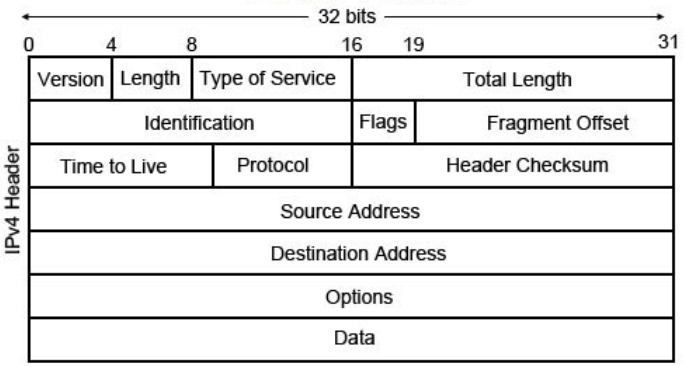 32 bits
0 4 8 16 19 31
Version Length Type of Service Total Length
Identification Flags Fragment Offset
Time to Live Protocol Header Checksum
Source Address
Destination Address
Options
Data
IPv4 Header